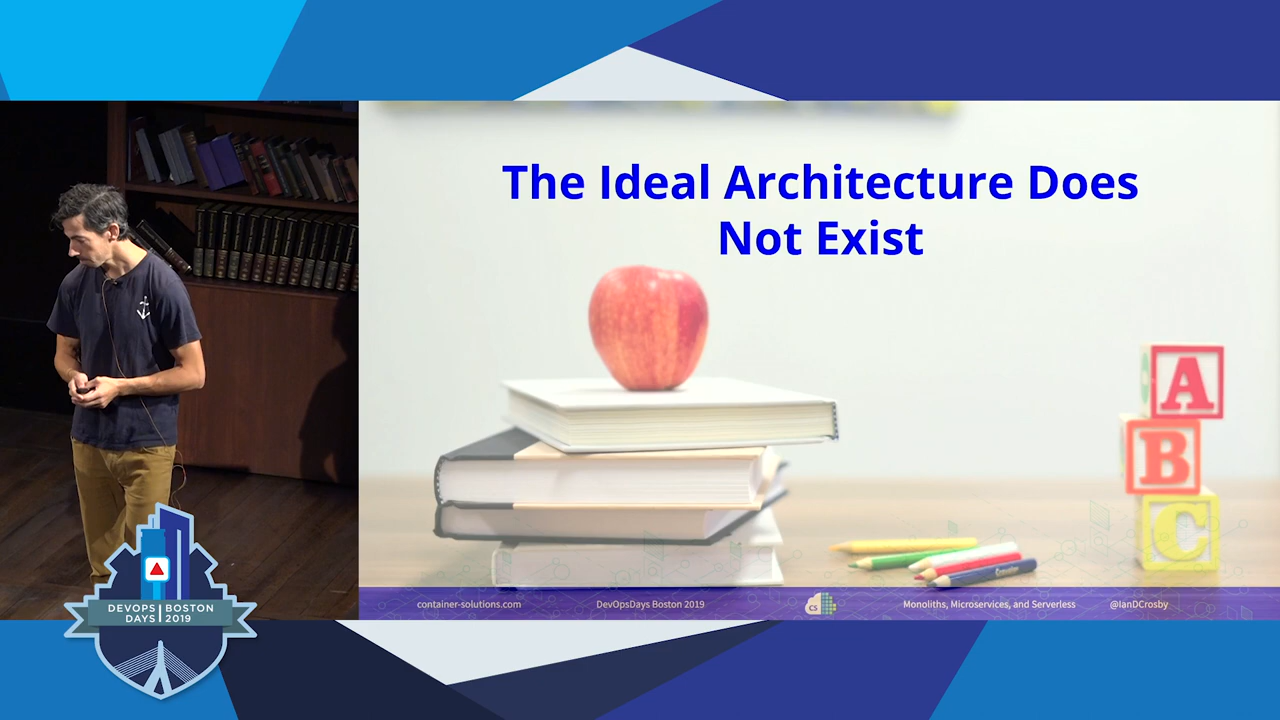 The Ideal Architecture Does
Not Exist
A
B
C
container-solutions.com
DevOpsDays Boston 2019
CS
Monoliths, Microservices, and Serverless
@IanDCrosby
DEVOPS BOSTON
DAYS 2019